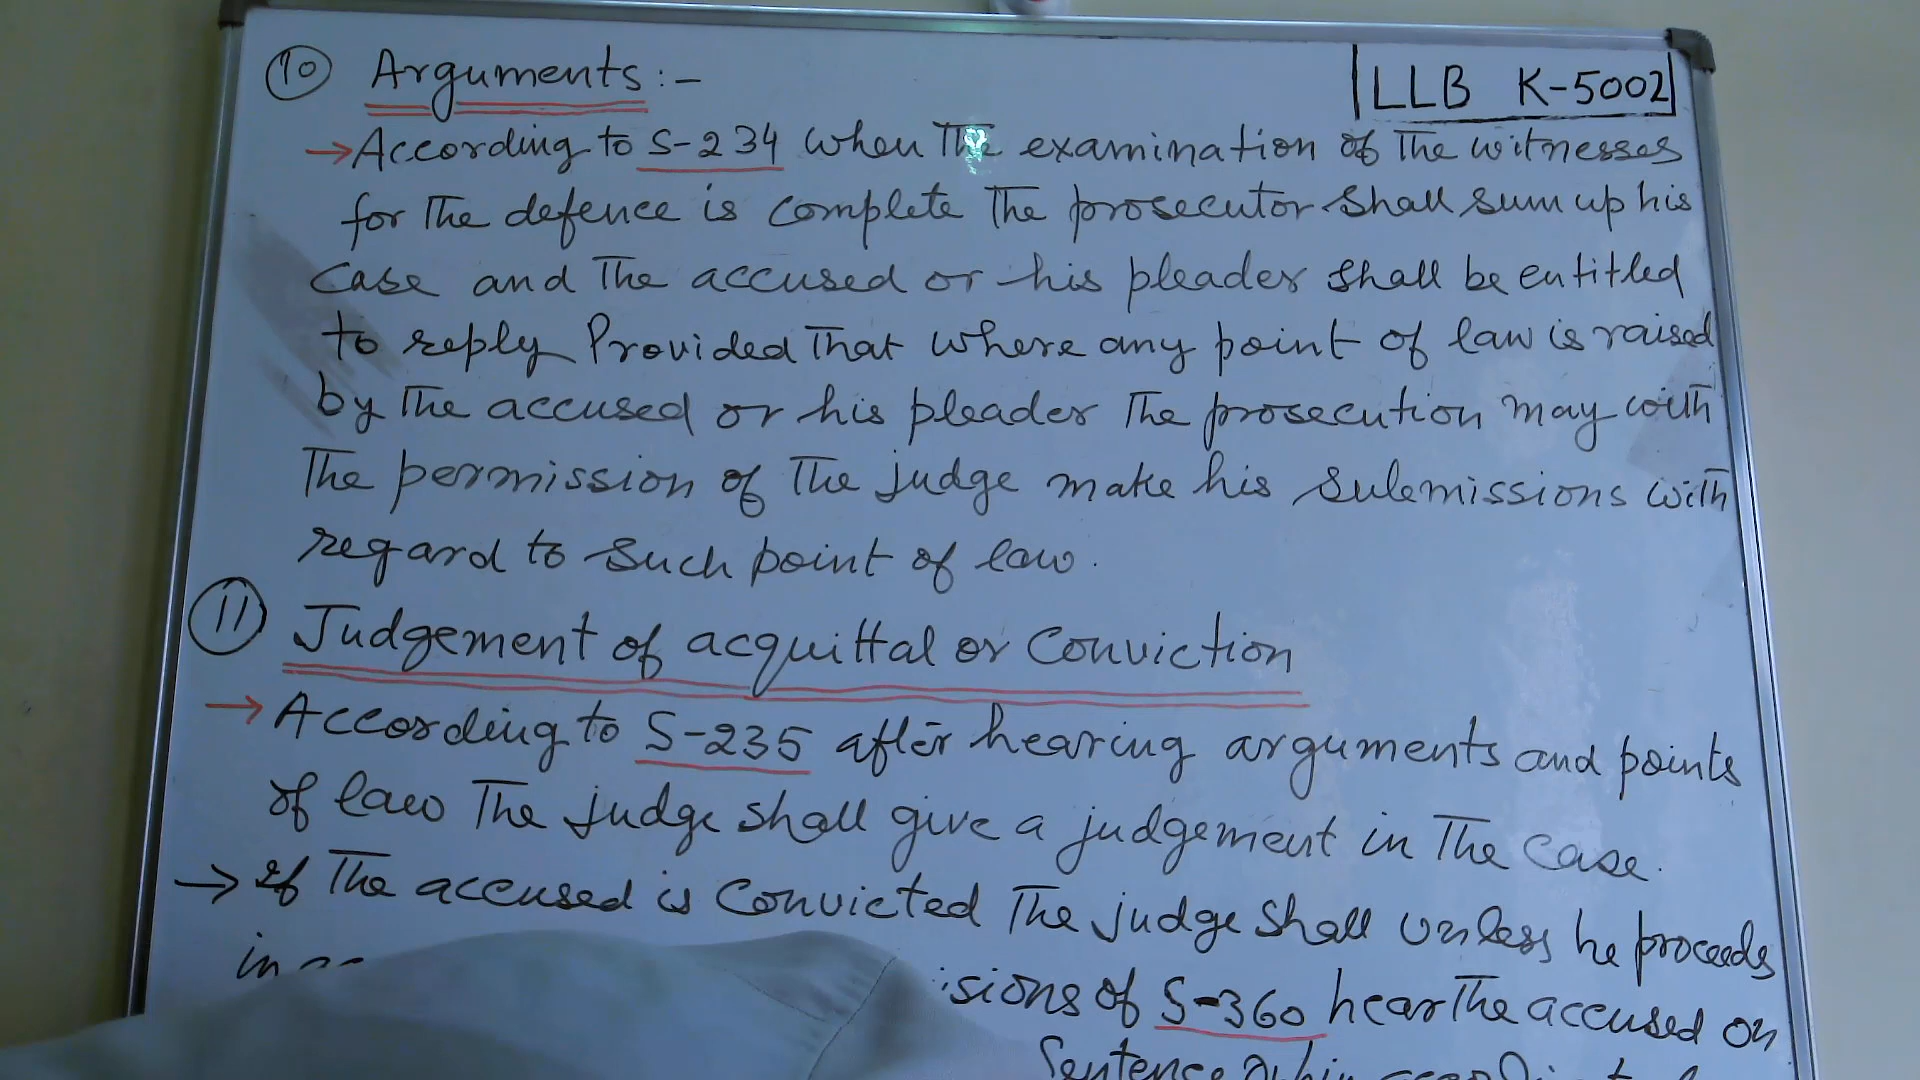 ⑩ Arguments:-
LLB K-5002
→According to S-234 when The examination of The witnesses
for The defence is complete The prosecutor shall sum up his
case and The accused or his pleader shall be entitled
to reply Provided That where any point of law is raised
by The accused or his pleader The prosecution may with
The permission of The judge make his submissions with
regard to such point of law.
⑪ Judgement of acquittal or Conviction
→ According to S-235 after hearing arguments and points
of law The judge shall give a judgement in The case.
→ if The accused is Convicted The judge shall unless he proceeds
in
isions of S-360 hear The accused on
Sentence